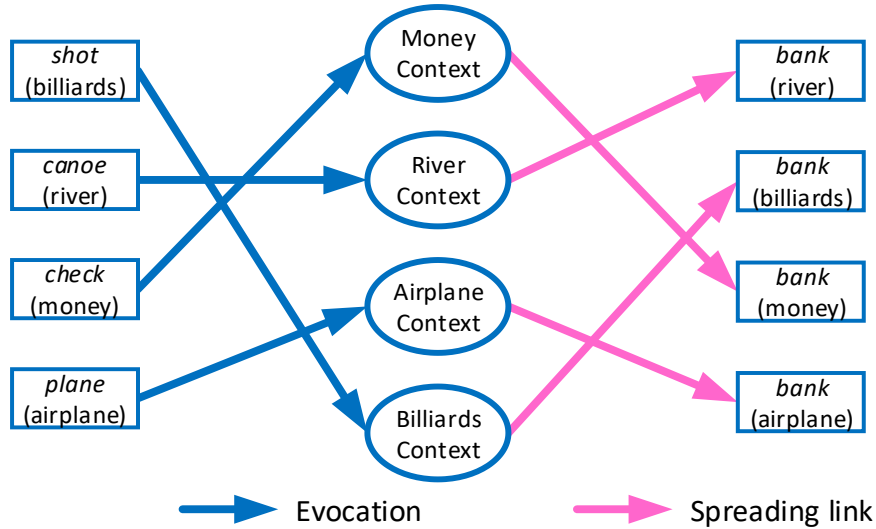 shot
(billiards)
canoe
(river)
check
(money)
plane
(airplane)
Money
Context
River
Context
Airplane
Context
Billiards
Context
bank
(river)
bank
(billiards)
bank
(money)
bank
(airplane)
Evocation
Spreading link